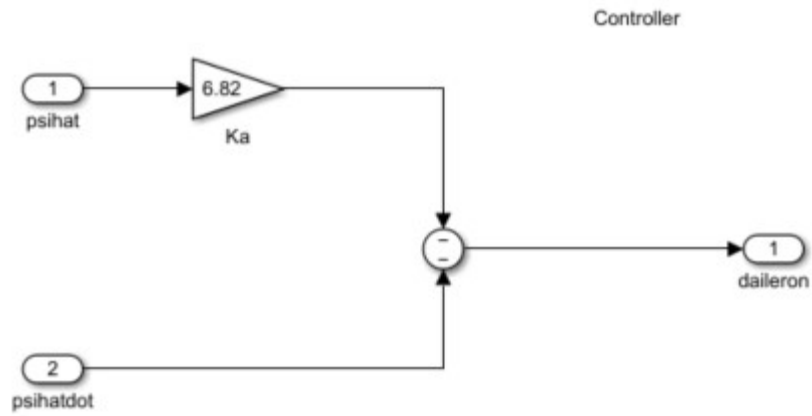 Controller
1
psihat
6.82
Ka
−
−
1
daileron
2
psihatdot